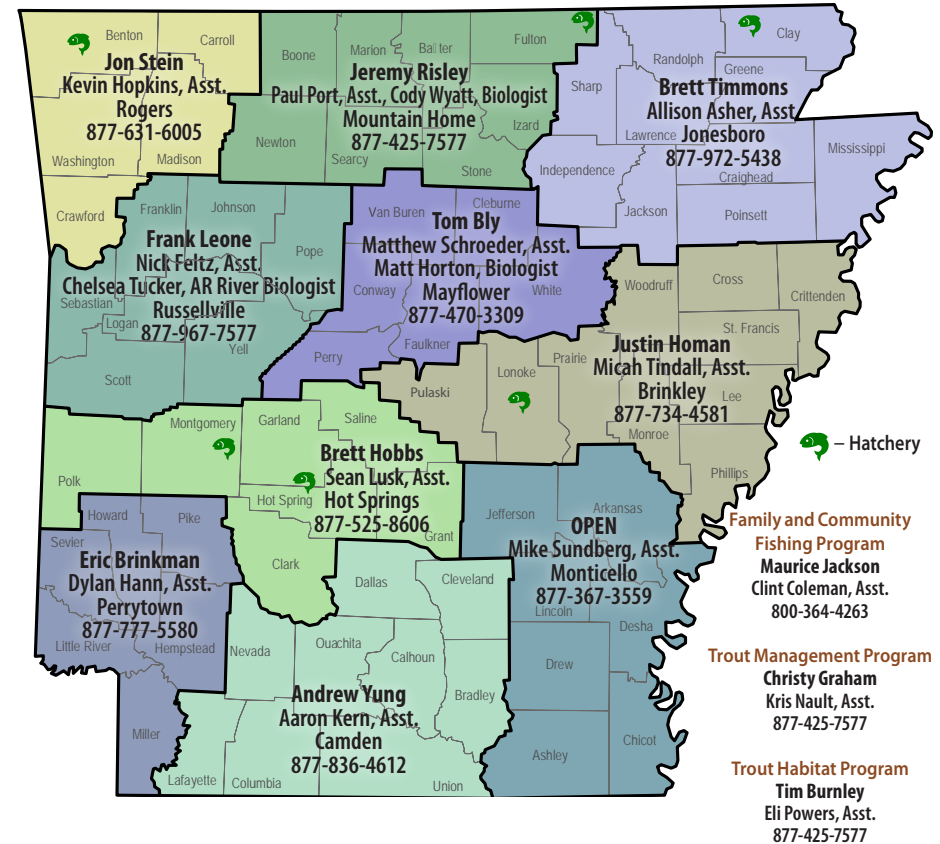 Benton
Carroll
Jon Stein
Kevin Hopkins, Asst.
Rogers
877-631-6005
Washington
Madison
Crawford
Boone
Marion
Baxter
Fulton
Jeremy Risley
Paul Port, Asst., Cody Wyatt, Biologist
Mountain Home
877-425-7577
Izard
Newton
Searcy
Stone
Clay
Randolph
Greene
Sharp
Brett Timmons
Allison Asher, Asst.
Lawrence
Jonesboro
877-972-5438
Mississippi
Independence
Craighead
Jackson
Poinsett
Franklin
Johnson
Pope
Frank Leone
Nick Feltz, Asst.
Chelsea Tucker, AR River Biologist
Sebastian
Russellville
Logan
877-967-7577
Yell
Scott
Van Buren
Cleburne
Tom Bly
Matthew Schroeder, Asst.
Matt Horton, Biologist
Conway
Mayflower
White
877-470-3309
Faulkner
Perry
Woodruff
Cross
Crittenden
St. Francis
Justin Homan
Prairie
Micah Tindall, Asst.
Lonoke
Brinkley
Pulaski
Lee
877-734-4581
Monroe
Phillips
– Hatchery
Montgomery
Garland
Saline
Brett Hobbs
Sean Lusk, Asst.
Polk
Hot Springs
Hot Spring
877-525-8606
Grant
Clark
Howard
Pike
Sevier
Eric Brinkman
Dylan Hann, Asst.
Perrytown
877-777-5580
Little River
Hempstead
Miller
Dallas
Cleveland
Nevada
Ouachita
Calhoun
Andrew Yung
Bradley
Aaron Kern, Asst.
Camden
877-836-4612
Lafayette
Columbia
Union
Jefferson
Arkansas
OPEN
Mike Sundberg, Asst.
Monticello
877-367-3559
Lincoln
Desha
Drew
Ashley
Chicot
Family and Community
Fishing Program
Maurice Jackson
Clint Coleman, Asst.
800-364-4263
Trout Management Program
Christy Graham
Kris Nault, Asst.
877-425-7577
Trout Habitat Program
Tim Burnley
Eli Powers, Asst.
877-425-7577